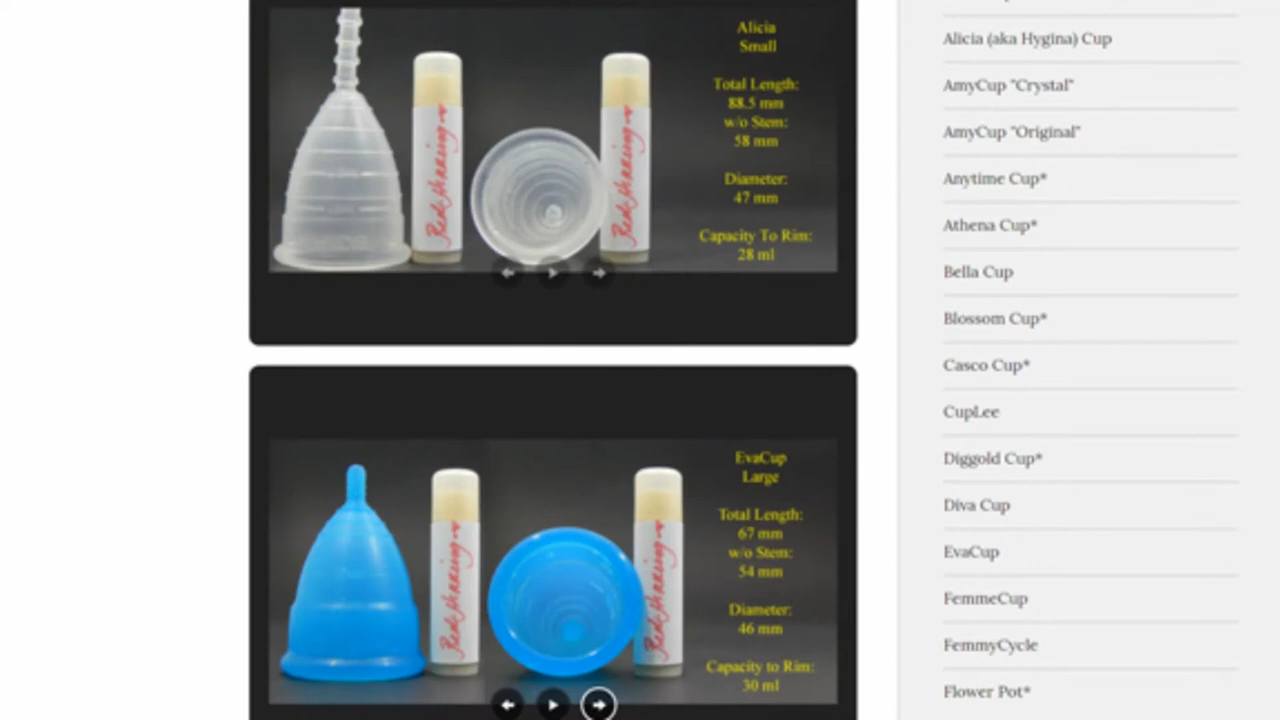 Alicia
Small
Total Length:
88.5 mm
w/o Stem:
58 mm
Diameter:
47 mm
Capacity To Rim:
28 ml
EvaCup
Large
Total Length:
67 mm
w/o Stem:
54 mm
Diameter:
46 mm
Capacity to Rim:
30 ml
Alicia (aka Hygina) Cup
AmyCup "Crystal"
AmyCup "Original"
Anytime Cup*
Athena Cup*
Bella Cup
Blossom Cup*
Casco Cup*
CupLee
Diggold Cup*
Diva Cup
EvaCup
FemmeCup
FemmyCycle
Flower Pot*